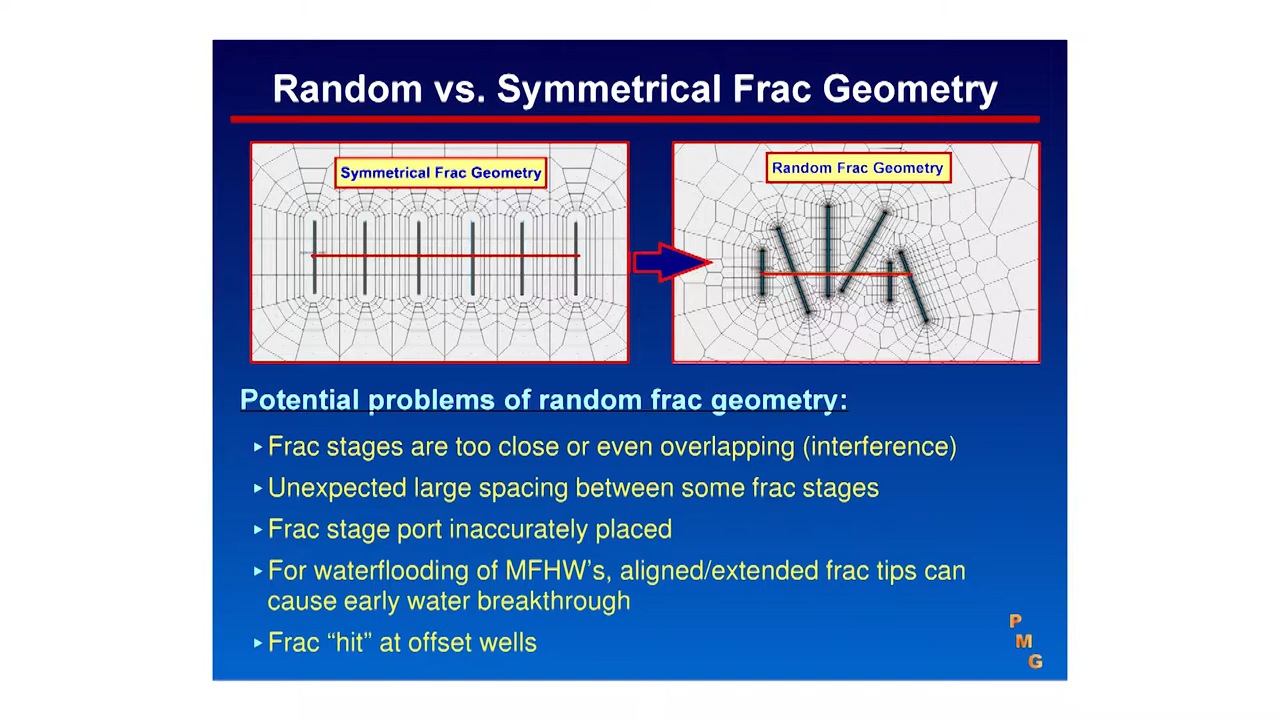 Random vs. Symmetrical Frac Geometry
Symmetrical Frac Geometry
Random Frac Geometry
Potential problems of random frac geometry:
▸Frac stages are too close or even overlapping (interference)
▸Unexpected large spacing between some frac stages
▸Frac stage port inaccurately placed
▸For waterflooding of MFHW’s, aligned/extended frac tips can
cause early water breakthrough
▸Frac “hit” at offset wells
P
M
G